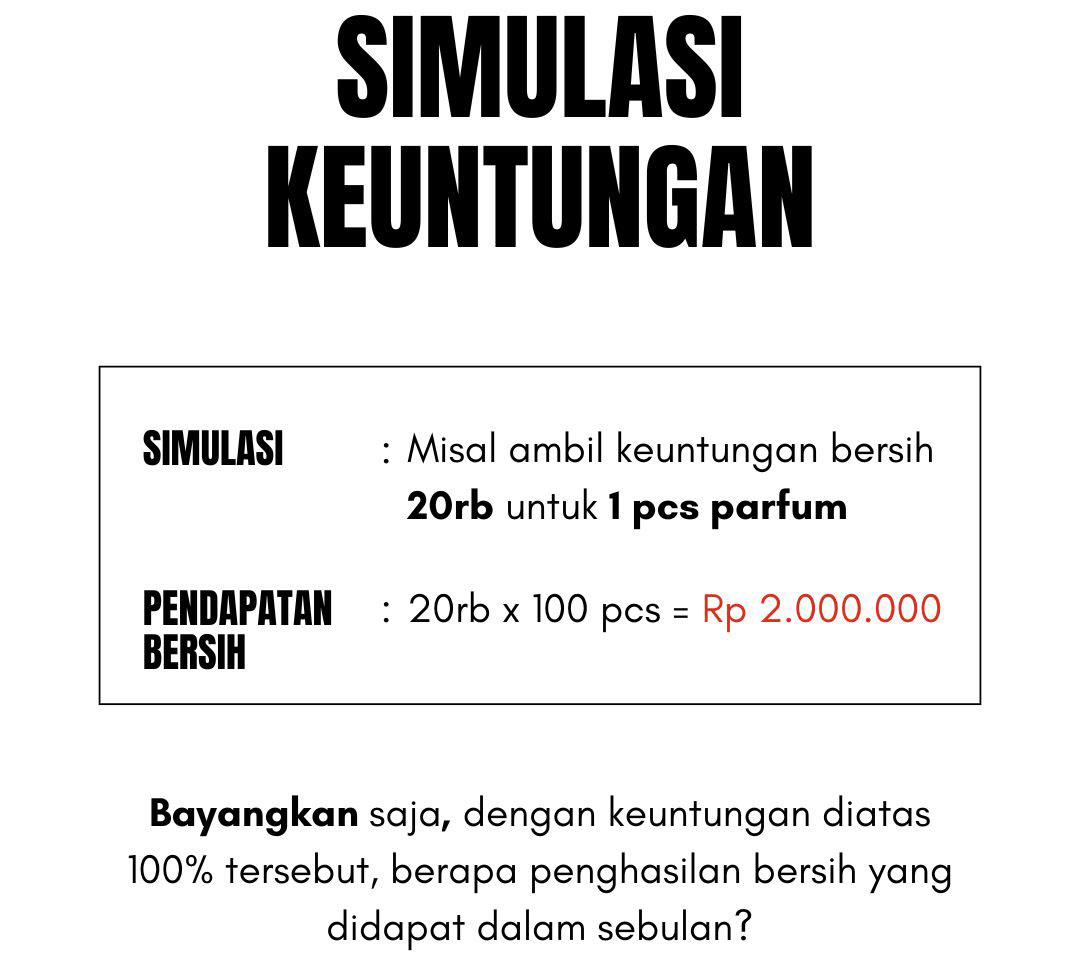 SIMULASI
KEUNTUNGAN
SIMULASI : Misal ambil keuntungan bersih
20rb untuk 1 pcs parfum
PENDAPATAN : 20rb x 100 pcs = Rp 2.000.000
BERSIH
Bayangkan saja, dengan keuntungan diatas
100% tersebut, berapa penghasilan bersih yang
didapat dalam sebulan?